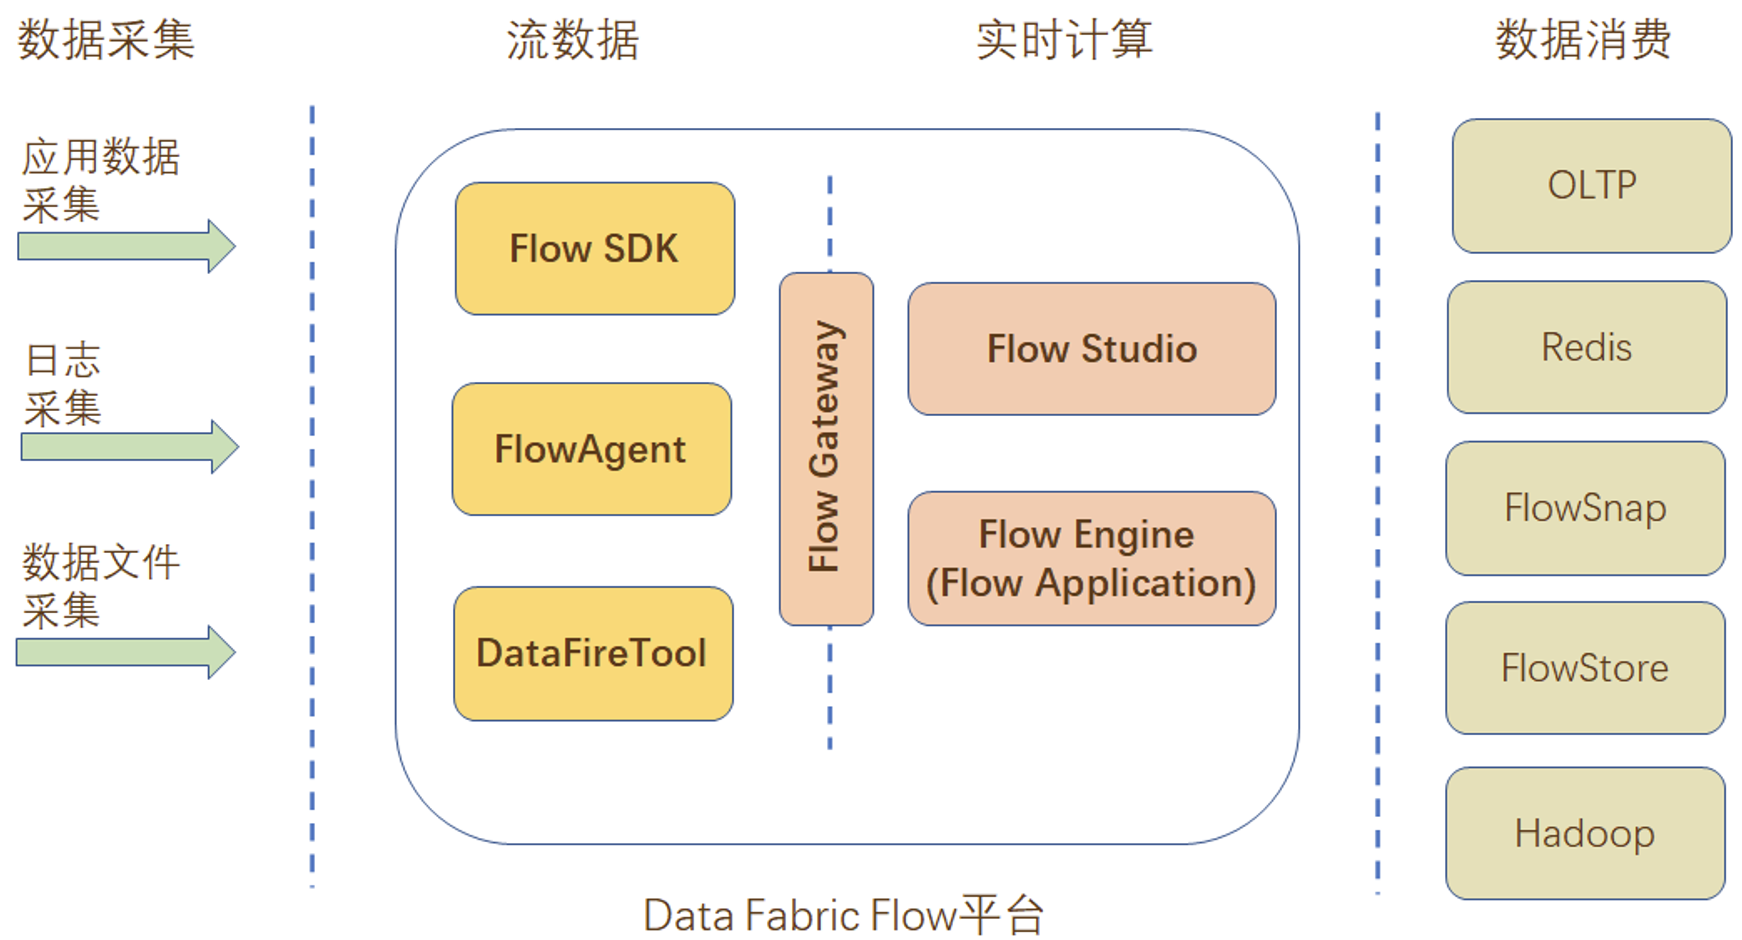 数据采集
流数据
实时计算
数据消费
应用数据
采集
日志
采集
数据文件
采集
Flow SDK
FlowAgent
DataFireTool
Flow Gateway
Flow Studio
Flow Engine
(Flow Application)
OLTP
Redis
FlowSnap
FlowStore
Hadoop
Data Fabric Flow平台